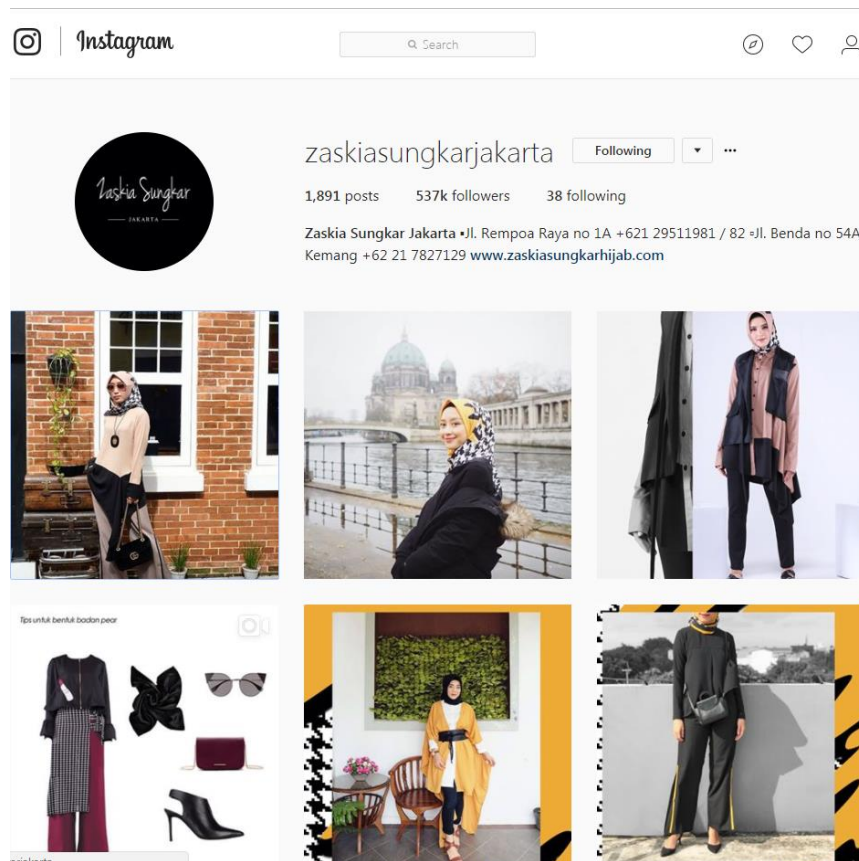 Instagram
Search
zaskiasungkarjakarta Following
1,891 posts 537k followers 38 following
Zaskia Sungkar Jakarta ▪Jl. Rempoa Raya no 1A +621 29511981 / 82 ▫Jl. Benda no 54A
Kemang +62 21 7827129 www.zaskiasungkarhijab.com
Zaskia Sungkar
JAKARTA
Tips untuk bentuk badan pear